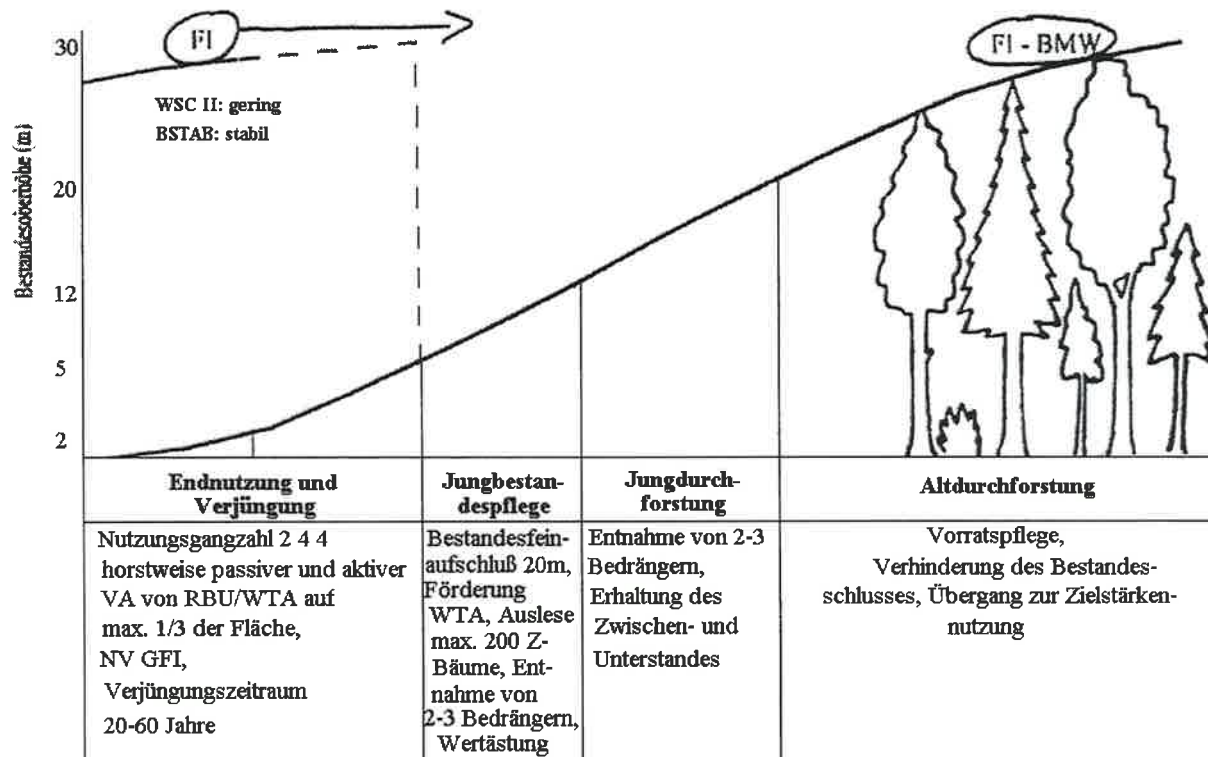 FI
FI - BMW
WSC II: gering
BSTAB: stabil
Bestandesoberhöhe (m)
30
20
12
5
2
Endnutzung und
Verjüngung
Jungbestan-
despflege
Jungdurch-
forstung
Altdurchforstung
Nutzungsgangzahl 2 4 4
horstweise passiver und aktiver
VA von RBU/WTA auf
max. 1/3 der Fläche,
NV GFI,
Verjüngungszeitraum
20-60 Jahre
Bestandesfein-
aufschluß 20m,
Förderung
WTA, Auslese
max. 200 Z-
Bäume, Ent-
nahme von
2-3 Bedrängern,
Wertästung
Entnahme von 2-3
Bedrängern,
Erhaltung des
Zwischen- und
Unterstandes
Vorratspflege,
Verhinderung des Bestandes-
schlusses, Übergang zur Zielstärken-
nutzung